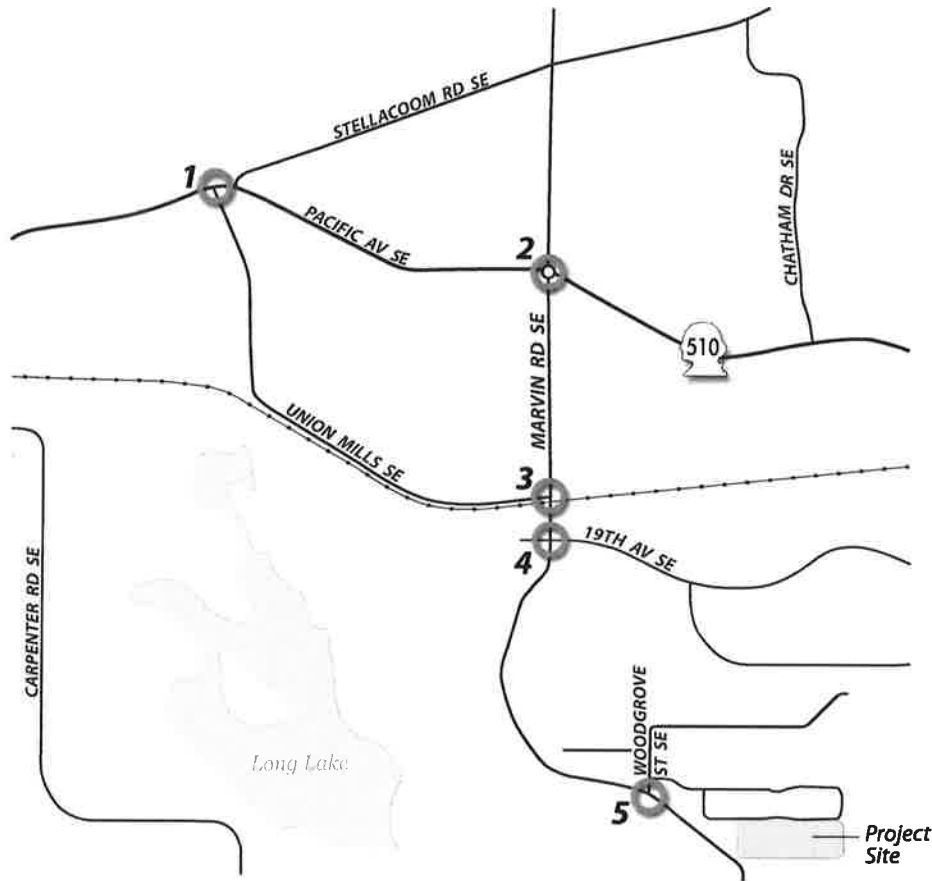 STELLACOOM RD SE
1
PACIFIC AV SE
2
CHATHAM DR SE
510
MARVIN RD SE
UNION MILLS SE
3
4
19TH AV SE
CARPENTER RD SE
WOODGROVE
ST SE
Long Lake
5
Project
Site